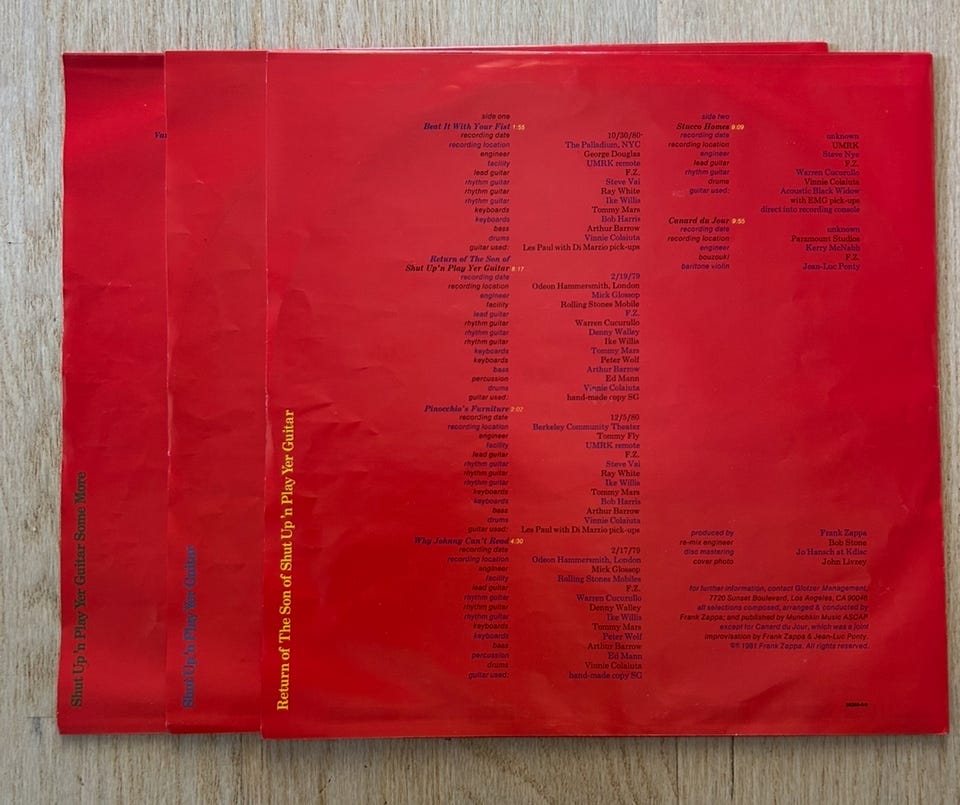 Shut Up 'n Play Yer Guitar Some More
Shut Up 'n Play Yer Guitar
Return of The Son of Shut Up 'n Play Yer Guitar
side one
Beat It With Your Fist 1:55
recording date 10/30/80
recording location The Palladium, NYC
engineer George Douglas
facility UMRK remote
lead guitar F.Z.
rhythm guitar Steve Vai
rhythm guitar Ray White
rhythm guitar Ike Willis
keyboards Tommy Mars
keyboards Bob Harris
bass Arthur Barrow
drums Vinnie Colaiuta
guitar used: Les Paul with Di Marzio pick-ups
Return of The Son of
Shut Up 'n Play Yer Guitar 8:17
recording date 2/19/79
recording location Odeon Hammersmith, London
engineer Mick Glossop
facility Rolling Stones Mobile
lead guitar F.Z.
rhythm guitar Warren Cucurullo
rhythm guitar Denny Walley
rhythm guitar Ike Willis
keyboards Tommy Mars
keyboards Peter Wolf
bass Arthur Barrow
percussion Ed Mann
drums Vinnie Colaiuta
guitar used: hand-made copy SG
Pinocchio's Furniture 2:02
recording date 12/5/80
recording location Berkeley Community Theater
engineer Tommy Fly
facility UMRK remote
lead guitar F.Z.
rhythm guitar Steve Vai
rhythm guitar Ray White
rhythm guitar Ike Willis
keyboards Tommy Mars
keyboards Bob Harris
bass Arthur Barrow
drums Vinnie Colaiuta
guitar used: Les Paul with Di Marzio pick-ups
Why Johnny Can't Read 4:30
recording date 2/17/79
recording location Odeon Hammersmith, London
engineer Mick Glossop
facility Rolling Stones Mobiles
lead guitar F.Z.
rhythm guitar Warren Cucurullo
rhythm guitar Denny Walley
rhythm guitar Ike Willis
keyboards Tommy Mars
keyboards Peter Wolf
bass Arthur Barrow
percussion Ed Mann
drums Vinnie Colaiuta
guitar used: hand-made copy SG
side two
Stucco Homes 9:09
recording date unknown
recording location UMRK
engineer Steve Nye
lead guitar F.Z.
rhythm guitar Warren Cucurullo
drums Vinnie Colaiuta
guitar used: Acoustic Black Widow
with EMG pick-ups
direct into recording console
Canard du Jour 9:55
recording date unknown
recording location Paramount Studios
engineer Kerry McNabb
bouzouki F.Z.
baritone violin Jean-Luc Ponty
produced by Frank Zappa
re-mix engineer Bob Stone
disc mastering Jo Hansch at Kdisc
cover photo John Livzey
for further information, contact Glotzer Management,
7720 Sunset Boulevard, Los Angeles, CA 90046
all selections composed, arranged & conducted by
Frank Zappa; and published by Munchkin Music ASCAP
except for Canard du Jour, which was a joint
improvisation by Frank Zappa & Jean-Luc Ponty.
©℗ 1981 Frank Zappa. All rights reserved.